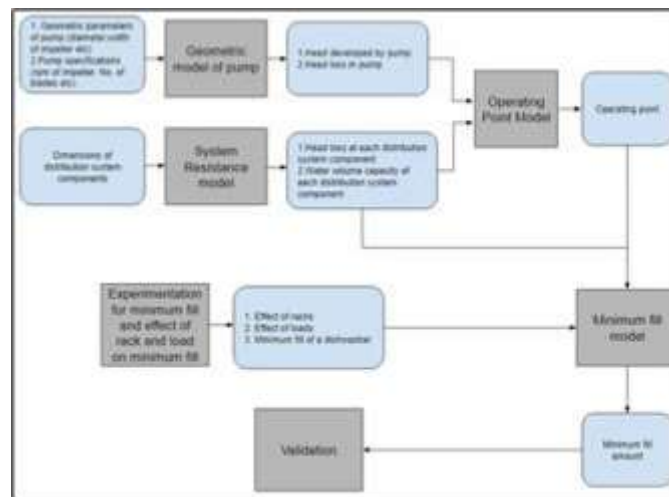 1. Geometric parameters
of pump (diameter, width
of impeller etc)
2.Pump specifications
(rpm of impeller, No. of
blades etc)
Geometric
model of pump
1.Head developed by pump
2.Head loss in pump
Operating
Point Model
Operating point
Dimensions of
distribution system
components
System
Resistance
model
1.Head loss at each distribution
system component
2.Water volume capacity of
each distribution system
component
Experimentation
for minimum fill
and effect of
rack and load
on minimum fill
1. Effect of racks
2. Effect of loads
3. Minimum fill of a dishwasher
Minimum fill
model
Validation
Minimum fill
amount